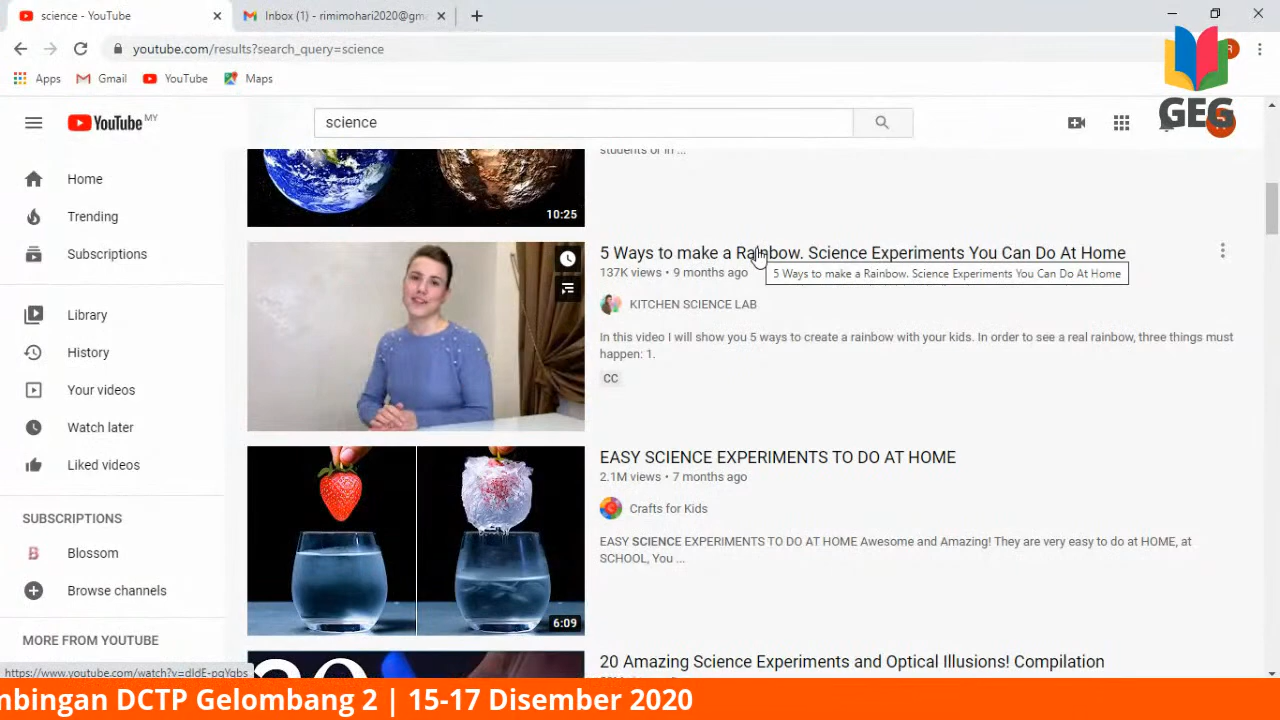 science - YouTube
Inbox (1) - rimimohari2020@gma
youtube.com/results?search_query=science
Apps
Gmail
YouTube
Maps
GEG
YouTube MY
science
Home
Trending
Subscriptions
Library
History
Your videos
Watch later
Liked videos
SUBSCRIPTIONS
B
Blossom
Browse channels
MORE FROM YOUTUBE
https://www.youtube.com/watch?v=dIdE-pqYqbs
students or in ...
10:25
5 Ways to make a Rainbow. Science Experiments You Can Do At Home
137K views • 9 months ago
5 Ways to make a Rainbow. Science Experiments You Can Do At Home
KITCHEN SCIENCE LAB
In this video I will show you 5 ways to create a rainbow with your kids. In order to see a real rainbow, three things must
happen: 1.
CC
EASY SCIENCE EXPERIMENTS TO DO AT HOME
2.1M views • 7 months ago
Crafts for Kids
EASY SCIENCE EXPERIMENTS TO DO AT HOME Awesome and Amazing! They are very easy to do at HOME, at
SCHOOL, You ...
6:09
20 Amazing Science Experiments and Optical Illusions! Compilation
20
mbingan DCTP Gelombang 2 | 15-17 Disember 2020